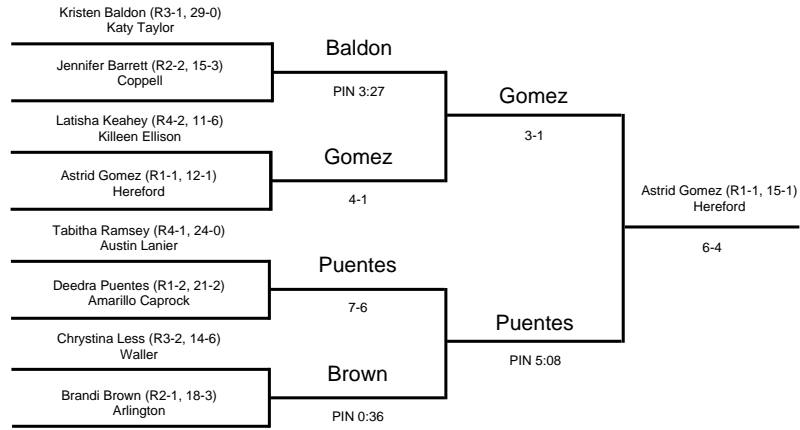 Kristen Baldon (R3-1, 29-0)
Katy Taylor
Jennifer Barrett (R2-2, 15-3)
Coppell
Latisha Keahey (R4-2, 11-6)
Killeen Ellison
Astrid Gomez (R1-1, 12-1)
Hereford
Tabitha Ramsey (R4-1, 24-0)
Austin Lanier
Deedra Puentes (R1-2, 21-2)
Amarillo Caprock
Chrystina Less (R3-2, 14-6)
Waller
Brandi Brown (R2-1, 18-3)
Arlington
Baldon
PIN 3:27
Gomez
4-1
Puentes
7-6
Brown
PIN 0:36
Gomez
3-1
Puentes
PIN 5:08
Astrid Gomez (R1-1, 15-1)
Hereford
6-4